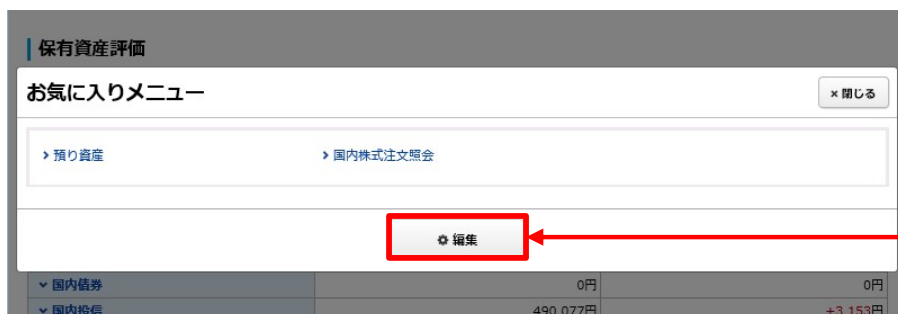 保有資産評価
お気に入りメニュー
×閉じる
預り資産 国内株式注文照会
編集
国内債券 0円 0円
国内投信 490,077円 +3,153円